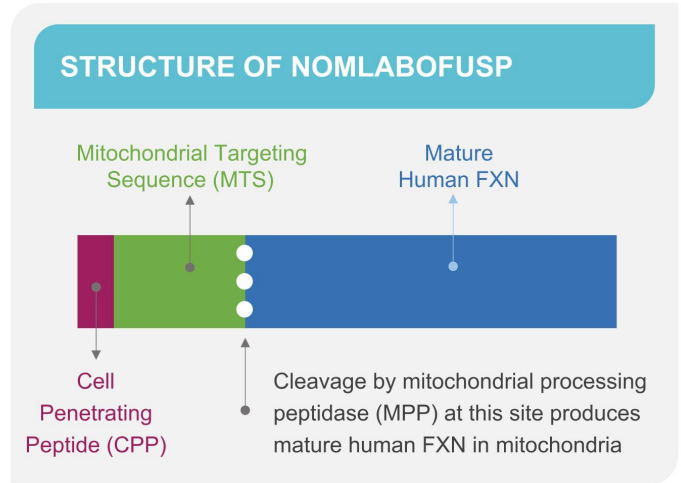 STRUCTURE OF NOMLABOFUSP
Mitochondrial Targeting
Sequence (MTS)
Mature
Human FXN
Cell
Penetrating
Peptide (CPP)
Cleavage by mitochondrial processing
peptidase (MPP) at this site produces
mature human FXN in mitochondria